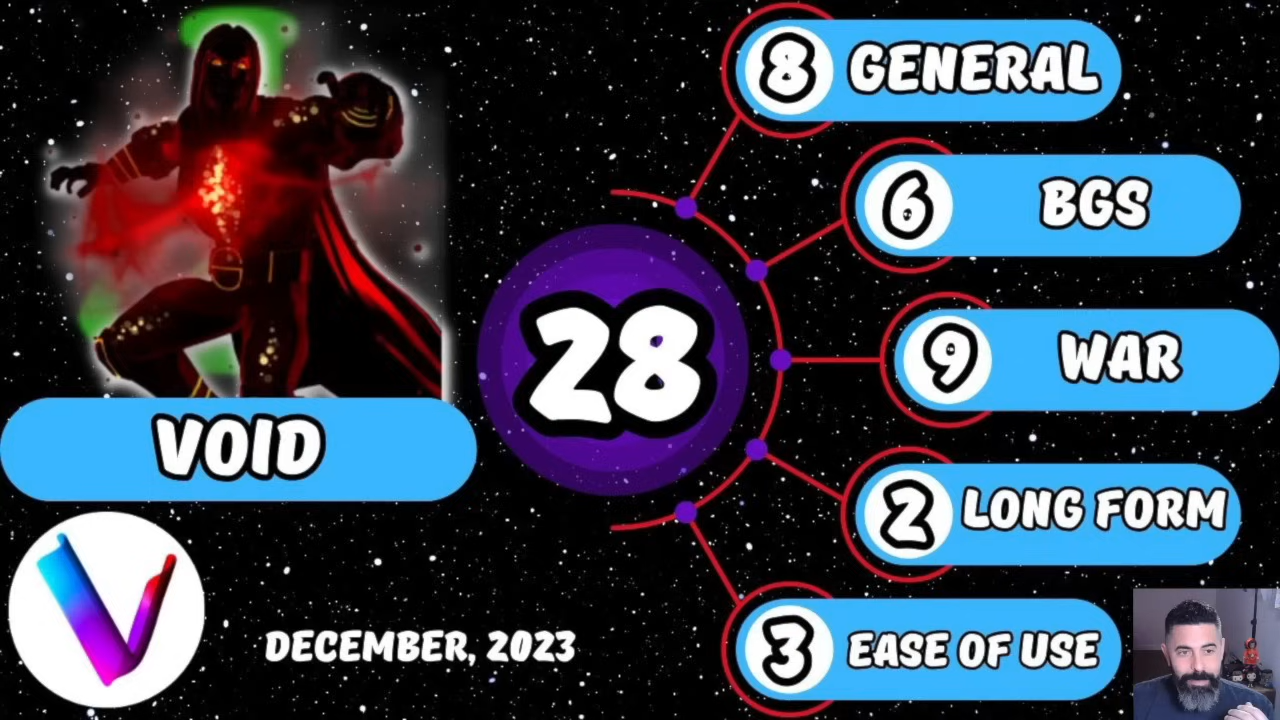 8 GENERAL
6 BGS
9 WAR
28
2 LONG FORM
VOID
3 EASE OF USE
V
DECEMBER, 2023